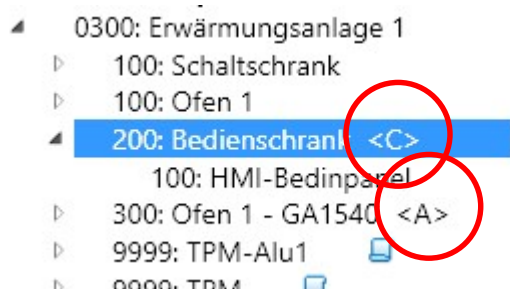 0300: Erwärmungsanlage 1
100: Schaltschrank
100: Ofen 1
200: Bedienschrank <C>
100: HMI-Bedinpanel
300: Ofen 1 - GA1540 <A>
9999: TPM-Alu1
9999: TPM